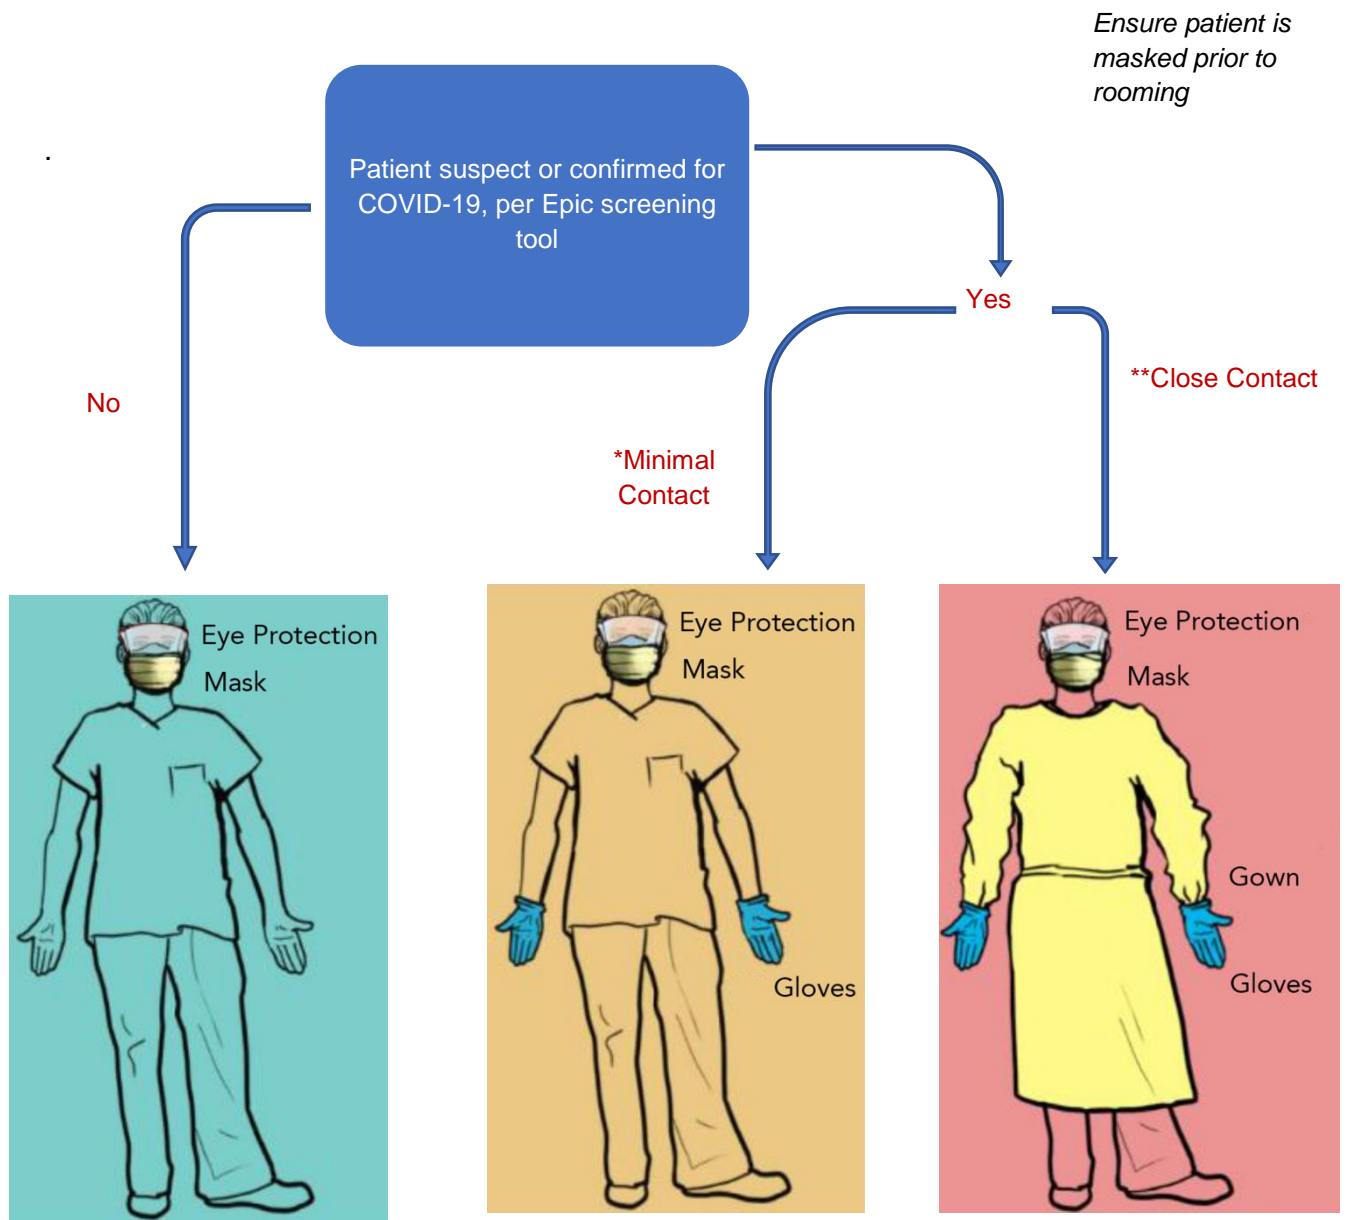 Ensure patient is
masked prior to
rooming
.
Patient suspect or confirmed for
COVID-19, per Epic screening
tool
Yes
**Close Contact
No
*Minimal
Contact
Eye Protection
Mask
Eye Protection
Mask
Gloves
Eye Protection
Mask
Gown
Gloves